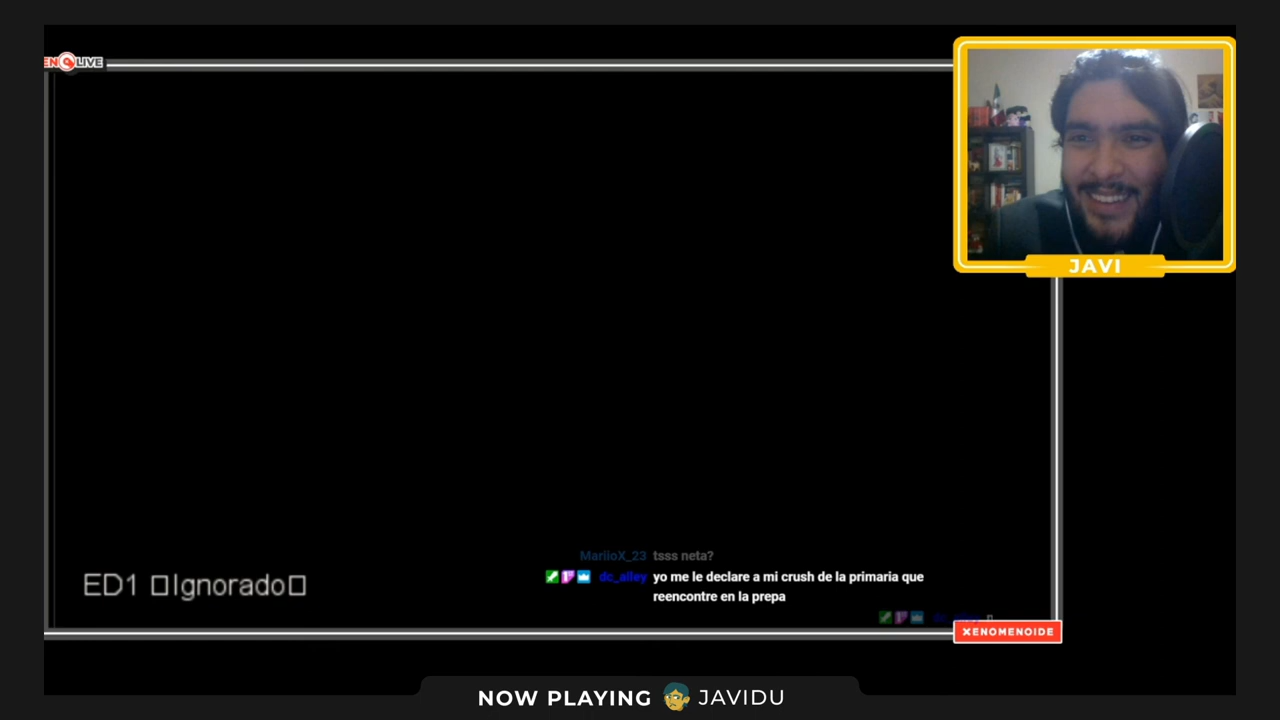 LIVE
JAVI
MariioX_23 tsss neta?
dc_alley yo me le declare a mi crush de la primaria que
reencontre en la prepa
ED1 □Ignorado□
XENOMENOIDE
NOW PLAYING JAVIDU